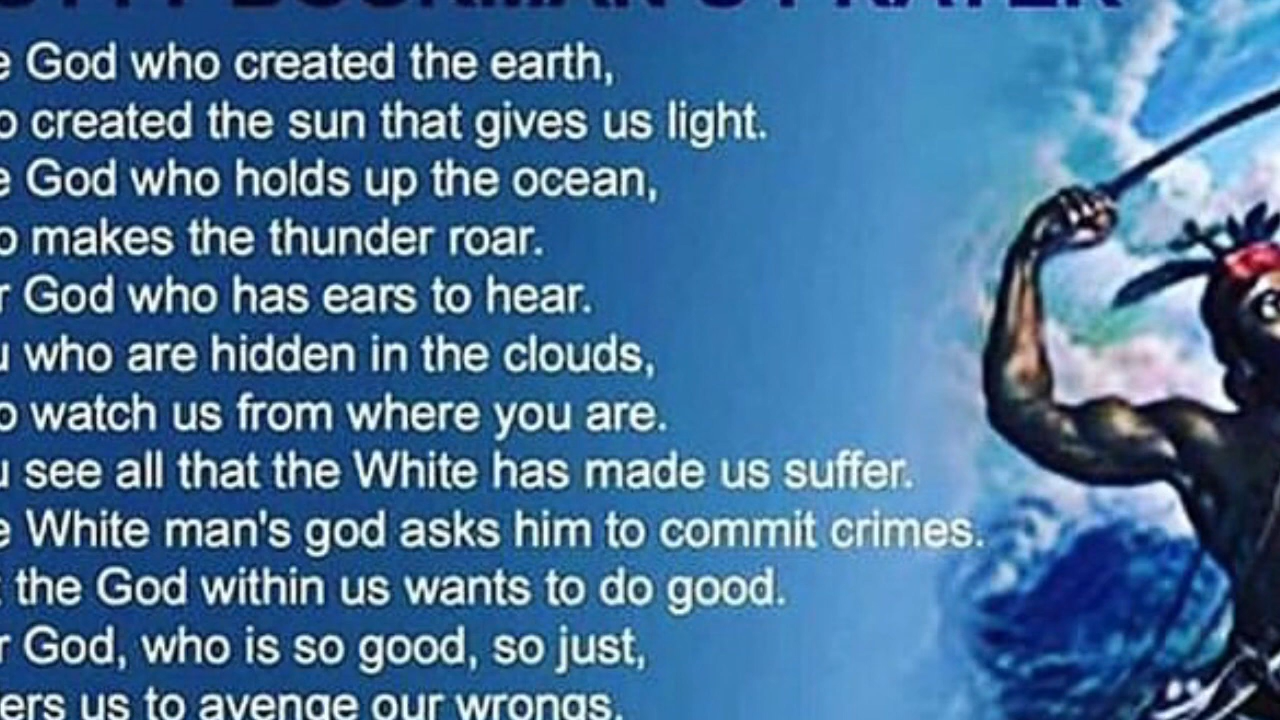 BOOKMAN'S PRAYER
e God who created the earth,
o created the sun that gives us light.
e God who holds up the ocean,
o makes the thunder roar.
r God who has ears to hear.
u who are hidden in the clouds,
o watch us from where you are.
u see all that the White has made us suffer.
e White man's god asks him to commit crimes.
t the God within us wants to do good.
r God, who is so good, so just,
ers us to avenge our wrongs.